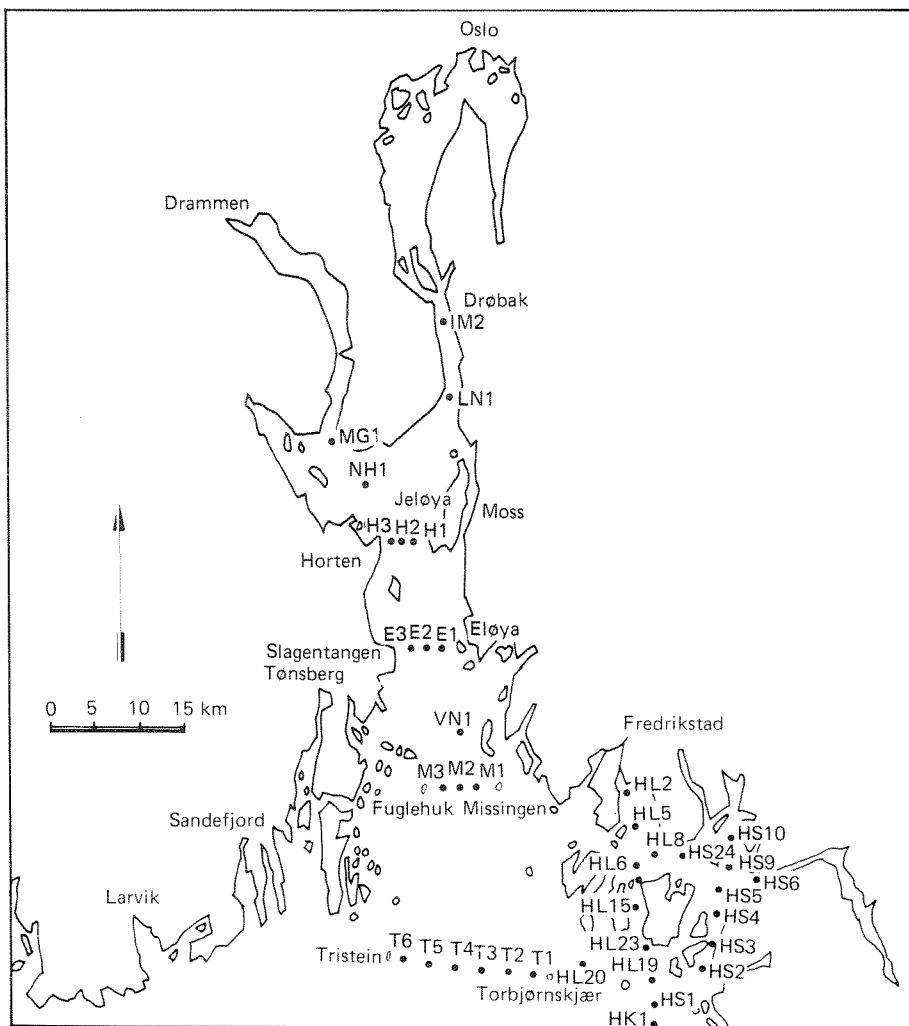 Oslo
Drammen
Drøbak
IM2
LN1
MG1
NH1
Jeløya
Moss
H3 H2 H1
Horten
E3 E2 E1
Eløya
Slagentangen
Tønsberg
0 5 10 15 km
VN1
Fredrikstad
M3 M2 M1
Fuglehuk Missingen
HL2
HL5
Sandefjord
HS10
HL8
HS24
HL6
HS9
HS6
HS5
Larvik
HL15
HS4
HL23
HS3
T6 T5 T4 T3 T2 T1
Tristein
HL20
HL19
HS2
Torbjørnskjær
HS1
HK1